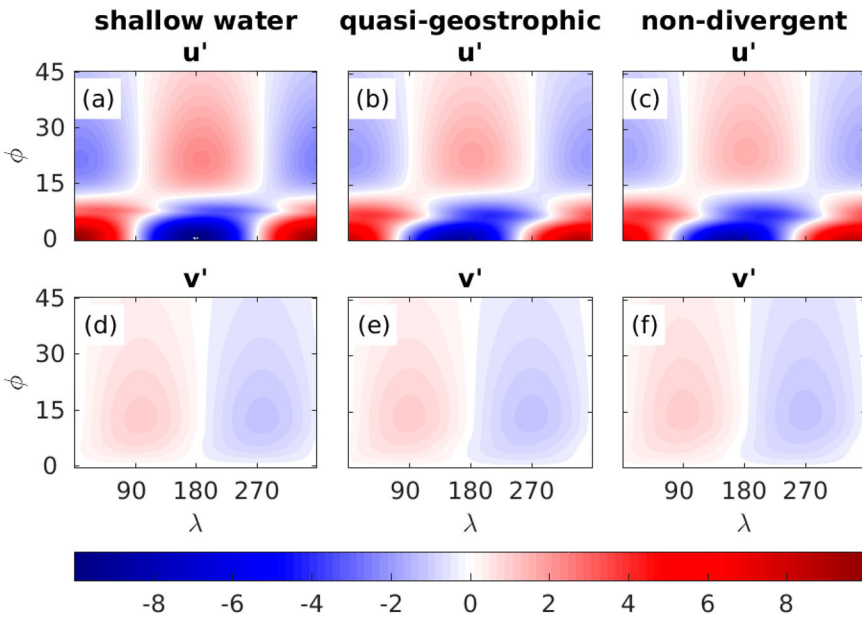 shallow water quasi-geostrophic non-divergent
u' u' u'
45 (a) (b) (c)
30
ϕ
15
0
v' v' v'
45 (d) (e) (f)
30
ϕ
15
0
90 180 270 90 180 270 90 180 270
λ λ λ
-8 -6 -4 -2 0 2 4 6 8